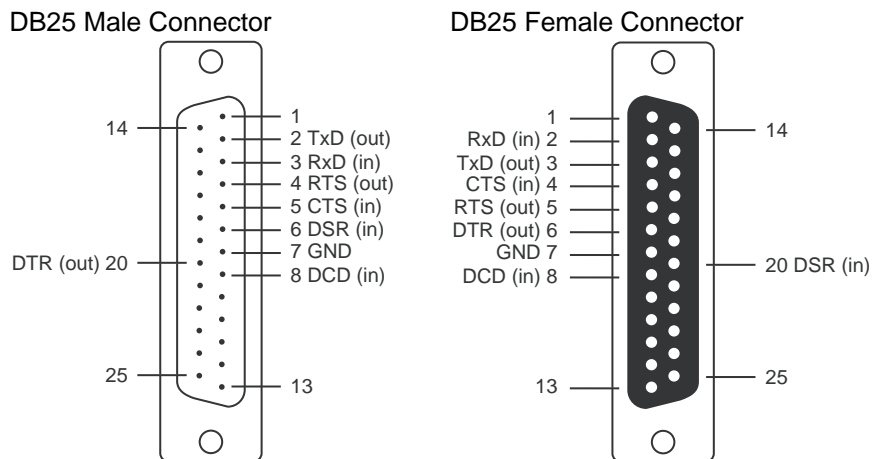 DB25 Male Connector
14
DTR (out) 20
25
1
2 TxD (out)
3 RxD (in)
4 RTS (out)
5 CTS (in)
6 DSR (in)
7 GND
8 DCD (in)
13
DB25 Female Connector
1
RxD (in) 2
TxD (out) 3
CTS (in) 4
RTS (out) 5
DTR (out) 6
GND 7
DCD (in) 8
13
14
20 DSR (in)
25